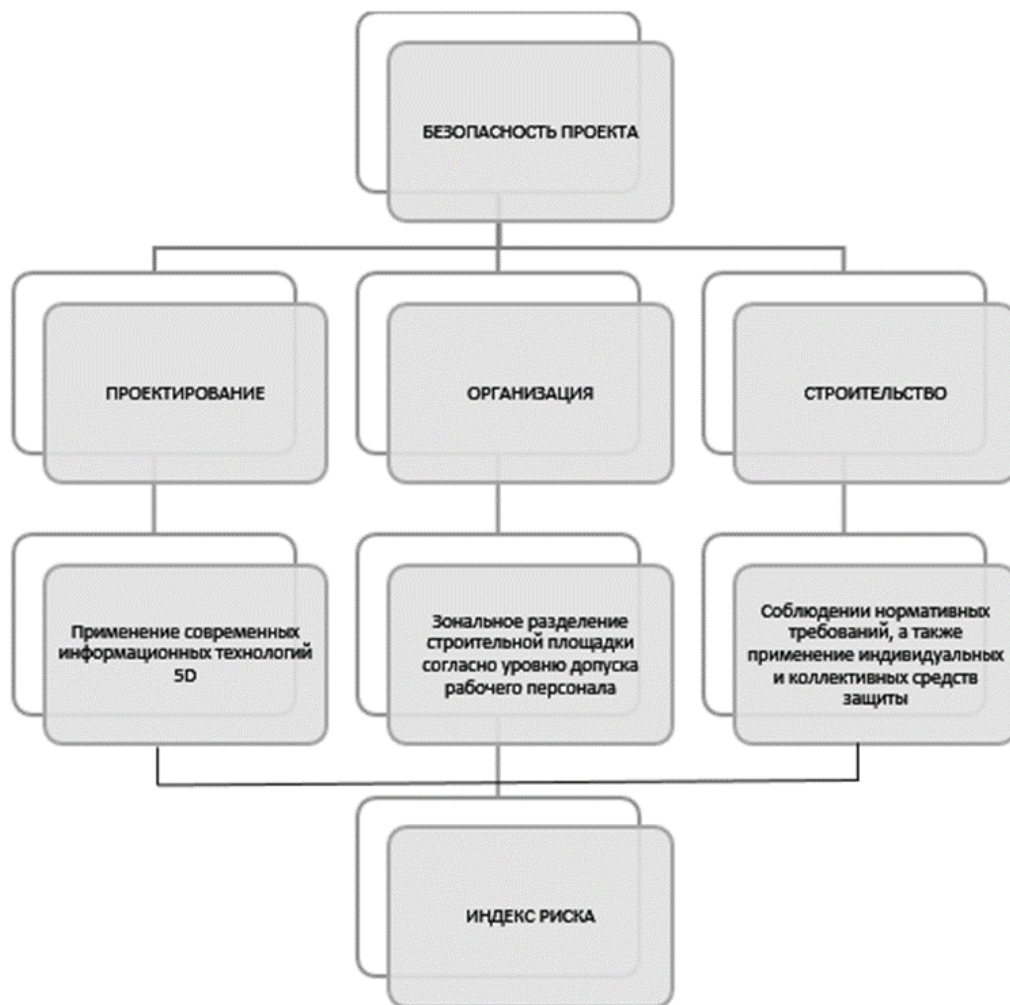 БЕЗОПАСНОСТЬ ПРОЕКТА
ПРОЕКТИРОВАНИЕ
ОРГАНИЗАЦИЯ
СТРОИТЕЛЬСТВО
Применение современных
информационных технологий
5D
Зональное разделение
строительной площадки
согласно уровню допуска
рабочего персонала
Соблюдении нормативных
требований, а также
применение индивидуальных
и коллективных средств
защиты
ИНДЕКС РИСКА